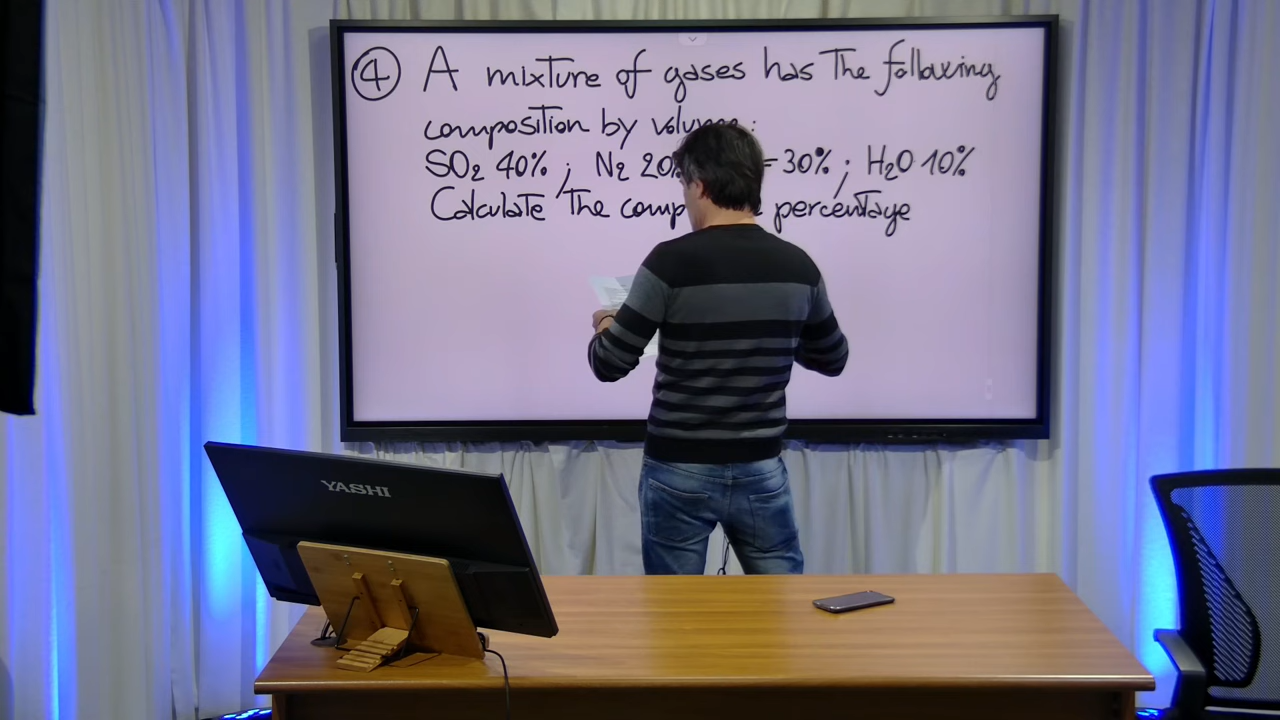 ④ A mixture of gases has the following
composition by volume:
SO₂ 40% ; N₂ 20% 30% ; H₂O 10%
Calculate the percentage
YASHI